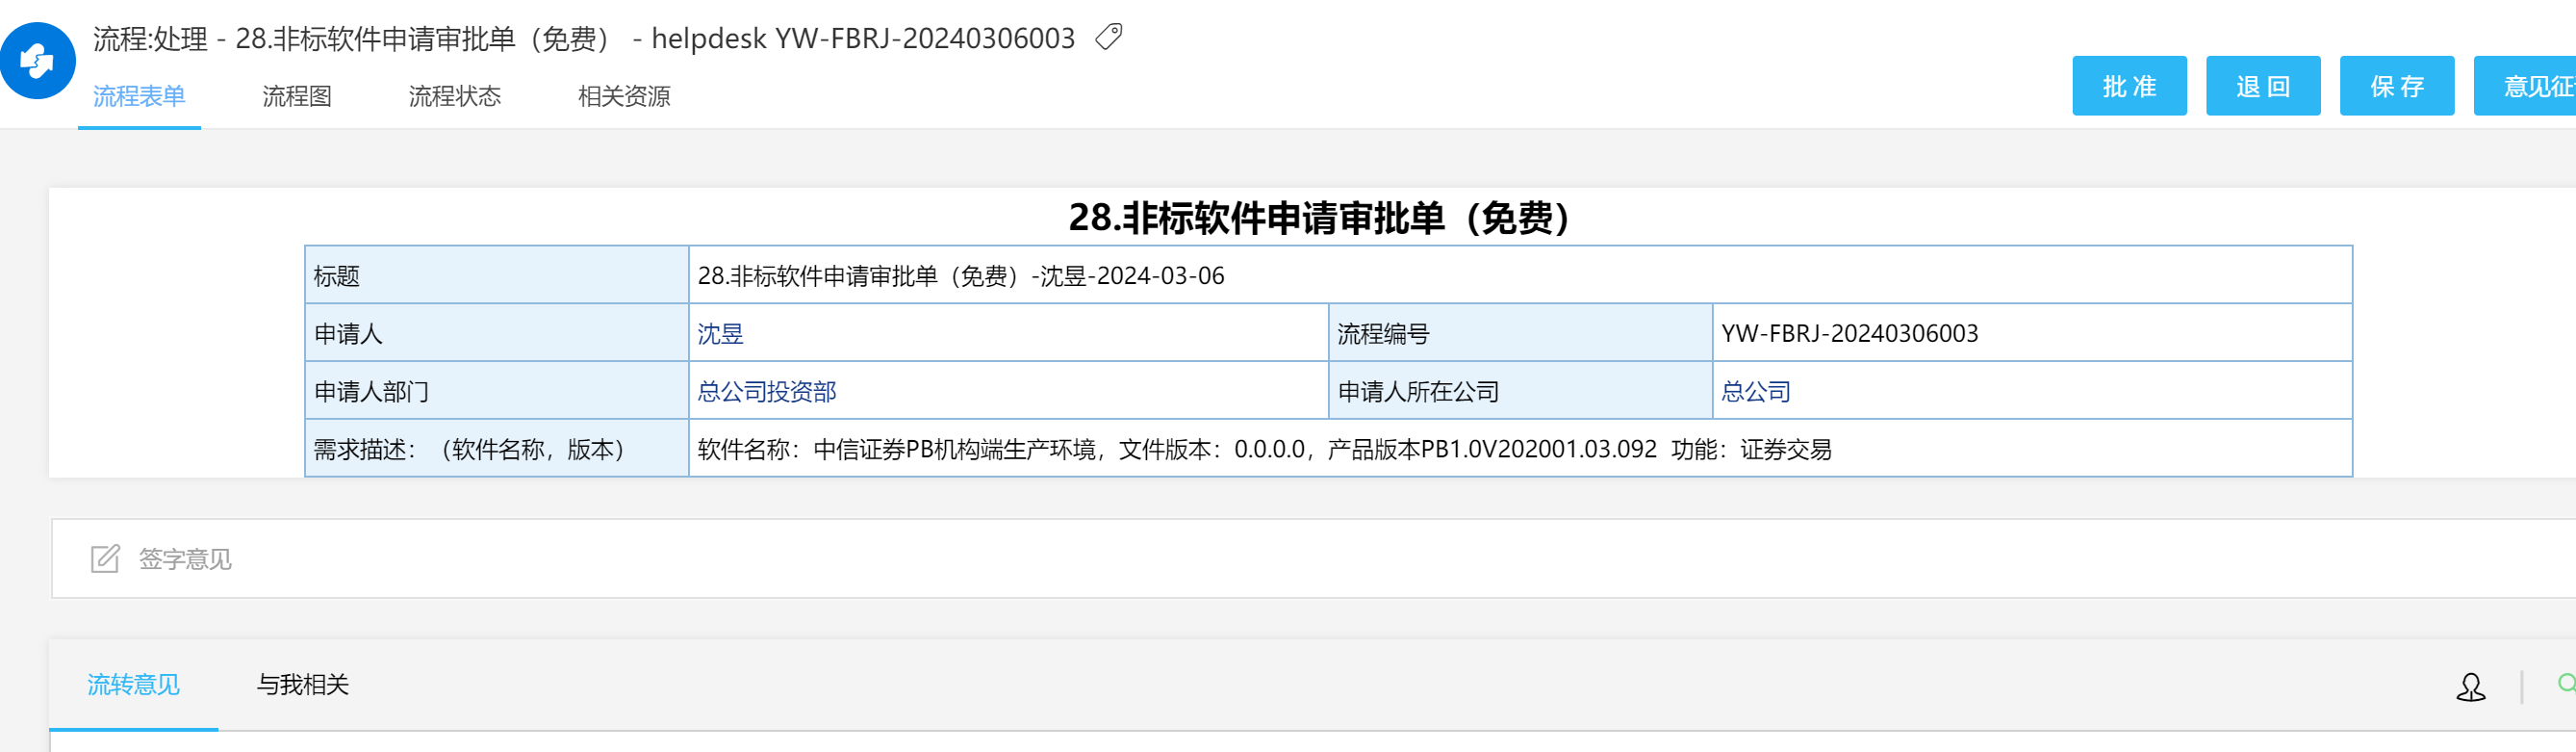 流程:处理 - 28.非标软件申请审批单（免费） - helpdesk YW-FBRJ-20240306003
流程表单 流程图 流程状态 相关资源
批准 退回 保存 意见征
28.非标软件申请审批单（免费）
标题 28.非标软件申请审批单（免费）-沈昱-2024-03-06
申请人 沈昱 流程编号 YW-FBRJ-20240306003
申请人部门 总公司投资部 申请人所在公司 总公司
需求描述：（软件名称，版本） 软件名称：中信证券PB机构端生产环境，文件版本：0.0.0.0，产品版本PB1.0V202001.03.092 功能：证券交易
签字意见
流转意见 与我相关